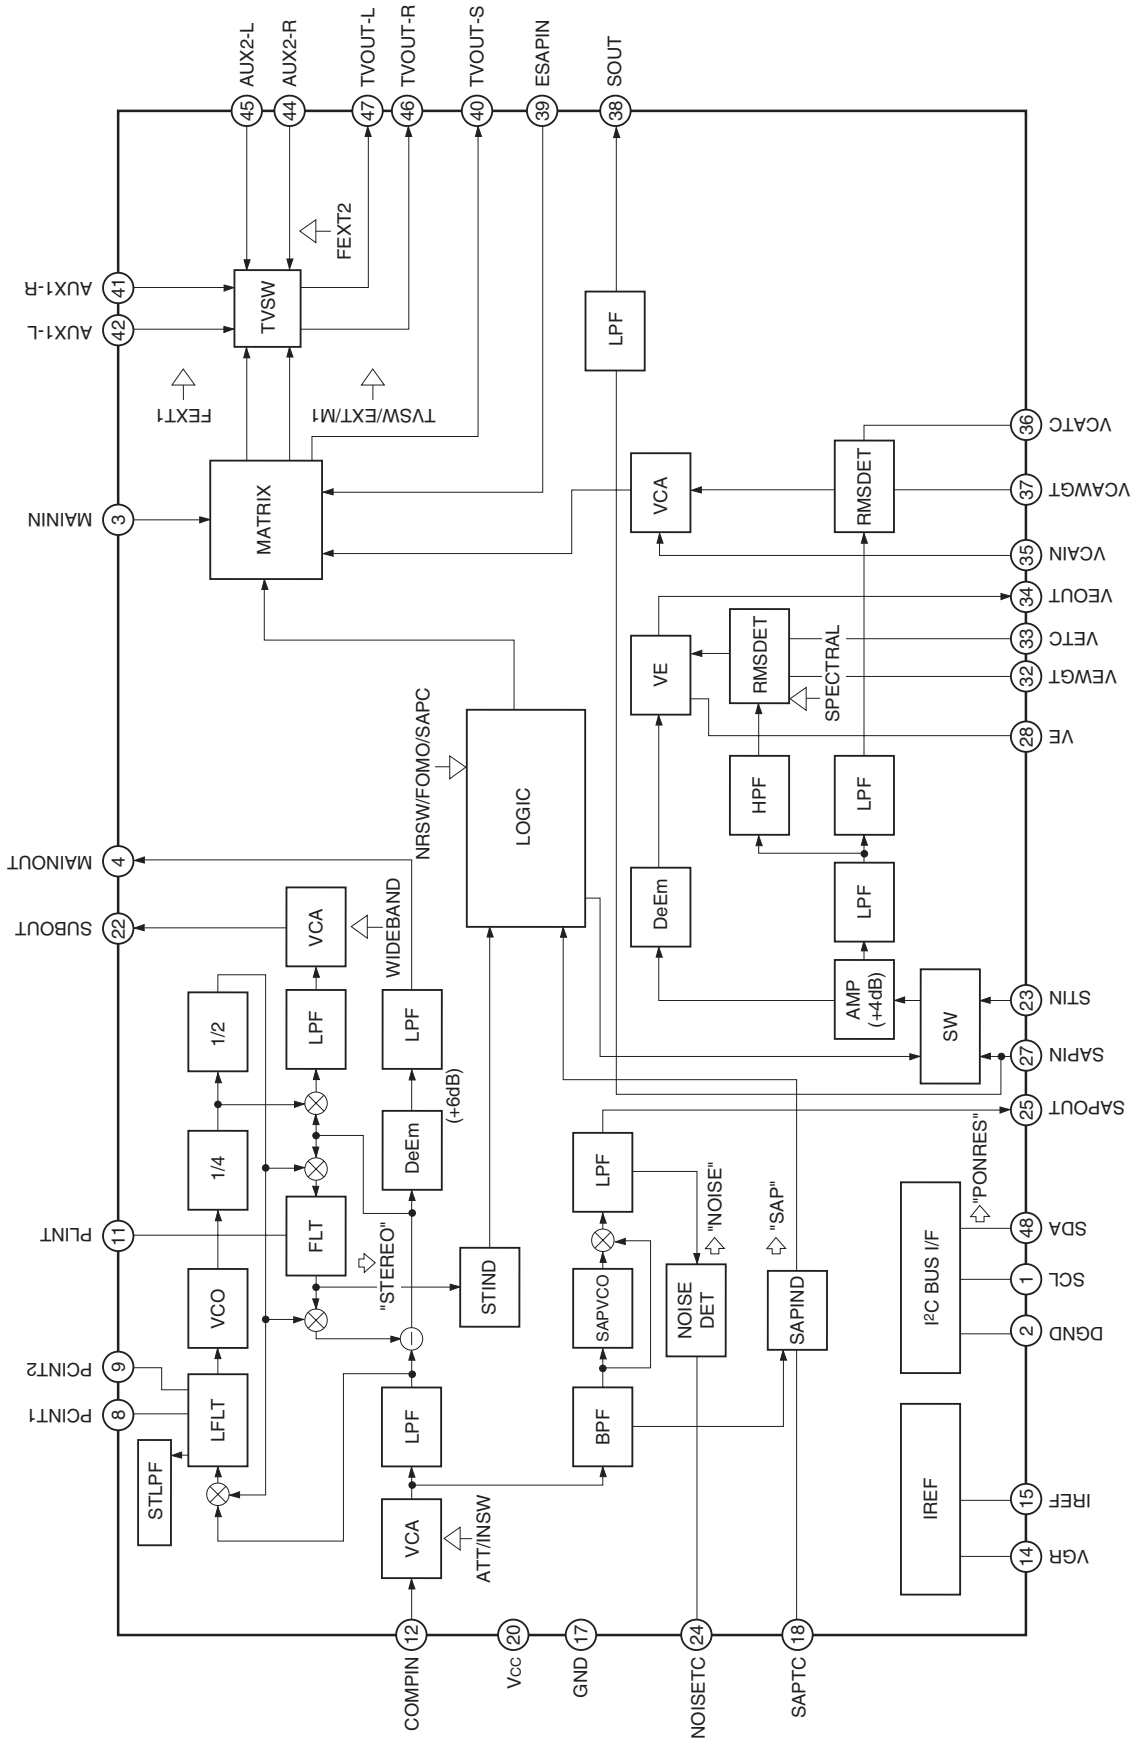 AUX2-L
AUX2-R
TVOUT-L
TVOUT-R
TVOUT-S
ESAPIN
SOUT
45
44
47
46
40
39
38
AUX1-R
41
AUX1-L
42
TVSW
FEXT2
FEXT1
TVSW/EXT/M1
LPF
MAININ
3
MATRIX
VCA
RMSDET
36
VCATC
37
VCAWGT
35
VCAIN
34
VEOUT
33
VETC
32
VEWGT
28
VE
VE
RMSDET
SPECTRAL
HPF
LPF
NRSW/FOMO/SAPC
LOGIC
MAINOUT
4
SUBOUT
22
VCA
WIDEBAND
DeEm
LPF
AMP
(+4dB)
SW
23
STIN
27
SAPIN
25
SAPOUT
1/2
LPF
LPF
(+6dB)
DeEm
1/4
PLINT
11
FLT
"STEREO"
STIND
LPF
"NOISE"
"SAP"
"PONRES"
SAPVCO
NOISE
DET
SAPIND
I²C BUS I/F
48
SDA
1
SCL
2
DGND
VCO
PCINT2
9
PCINT1
8
LFLT
STLPF
LPF
BPF
VCA
ATT/INSW
IREF
15
IREF
14
VGR
12
20
17
24
18
COMPIN
Vcc
GND
NOISETC
SAPTC